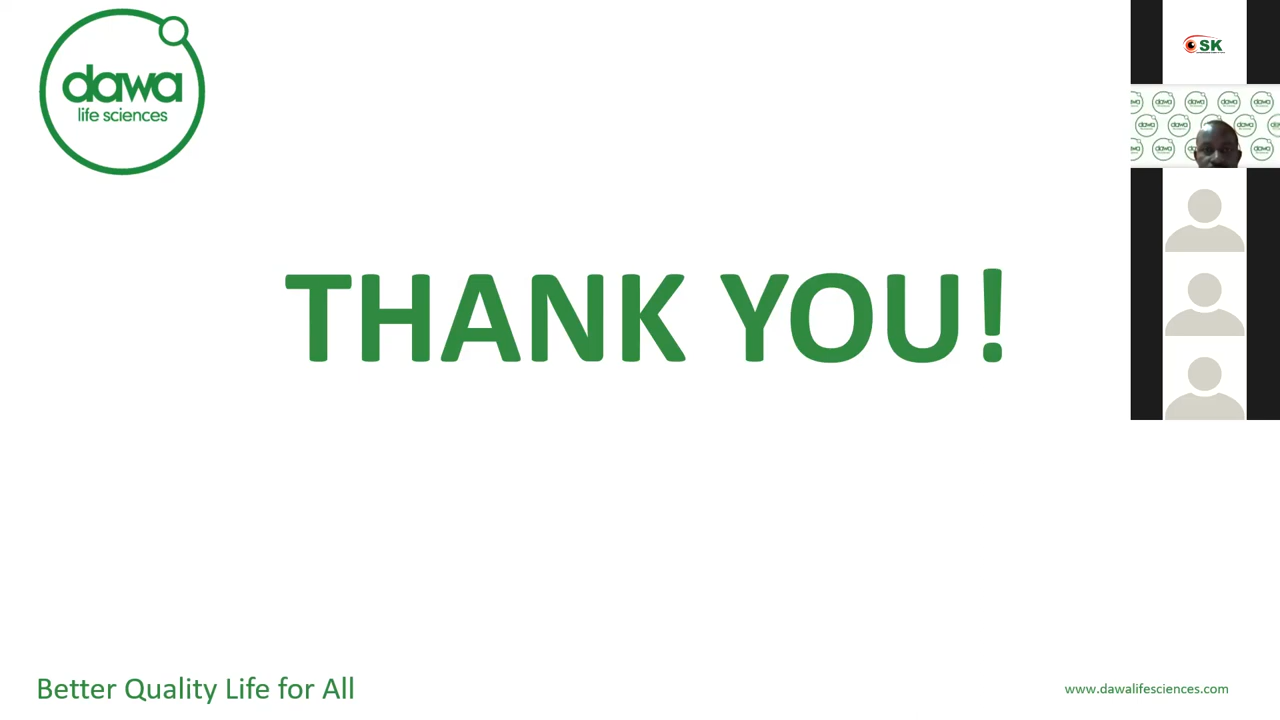 dawa
life sciences
SK
THANK YOU!
Better Quality Life for All
www.dawalifesciences.com